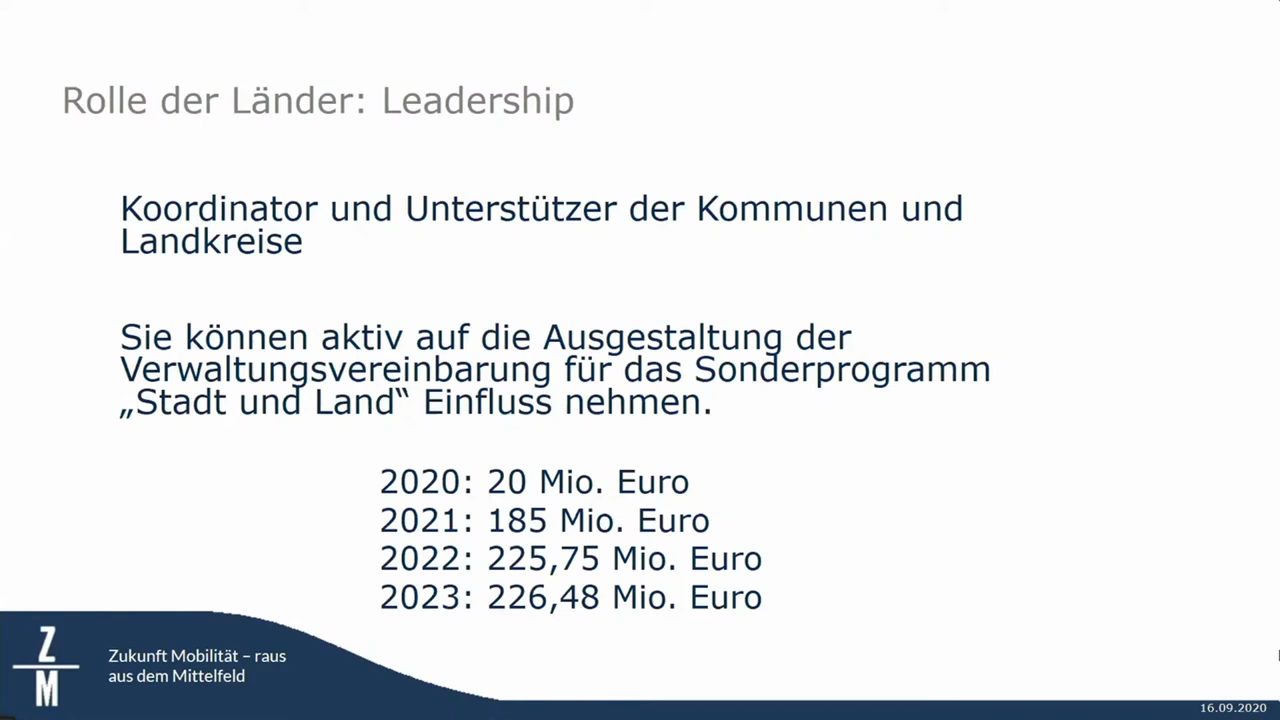 Rolle der Länder: Leadership
Koordinator und Unterstützer der Kommunen und
Landkreise
Sie können aktiv auf die Ausgestaltung der
Verwaltungsvereinbarung für das Sonderprogramm
„Stadt und Land“ Einfluss nehmen.
2020: 20 Mio. Euro
2021: 185 Mio. Euro
2022: 225,75 Mio. Euro
2023: 226,48 Mio. Euro
Z
M
Zukunft Mobilität – raus
aus dem Mittelfeld
16.09.2020